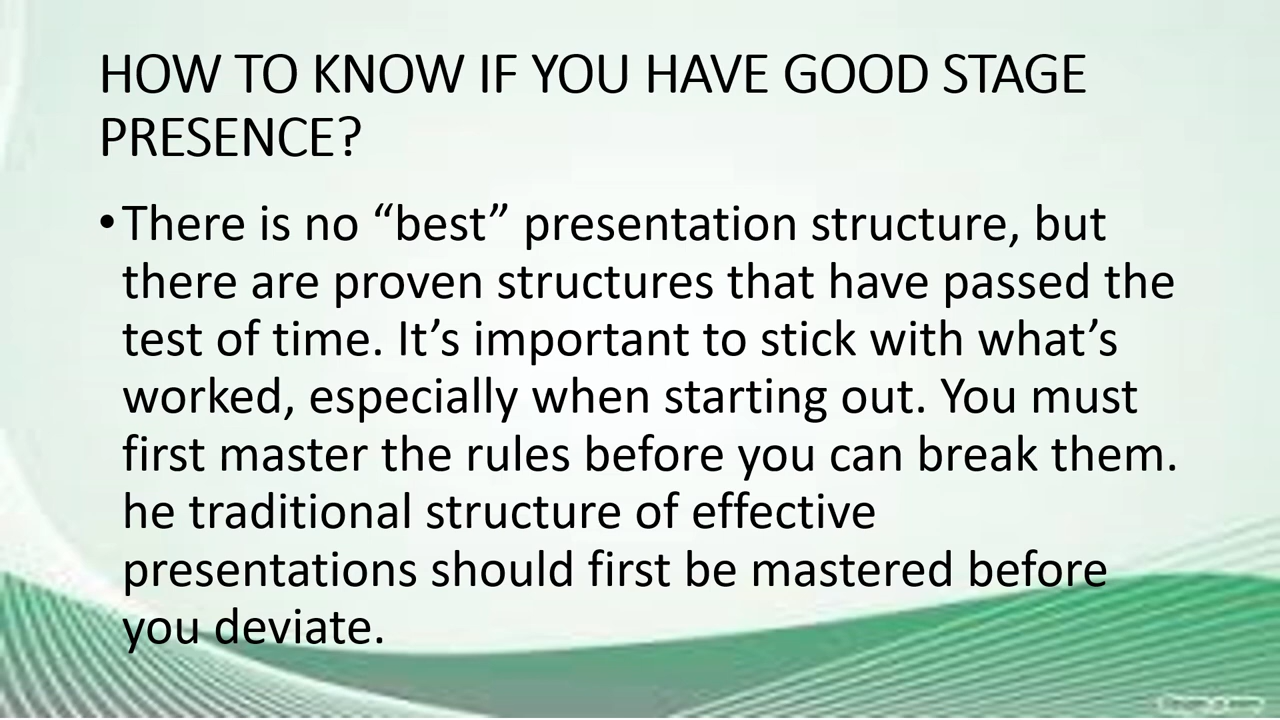 HOW TO KNOW IF YOU HAVE GOOD STAGE
PRESENCE?
•There is no “best” presentation structure, but
there are proven structures that have passed the
test of time. It’s important to stick with what’s
worked, especially when starting out. You must
first master the rules before you can break them.
he traditional structure of effective
presentations should first be mastered before
you deviate.